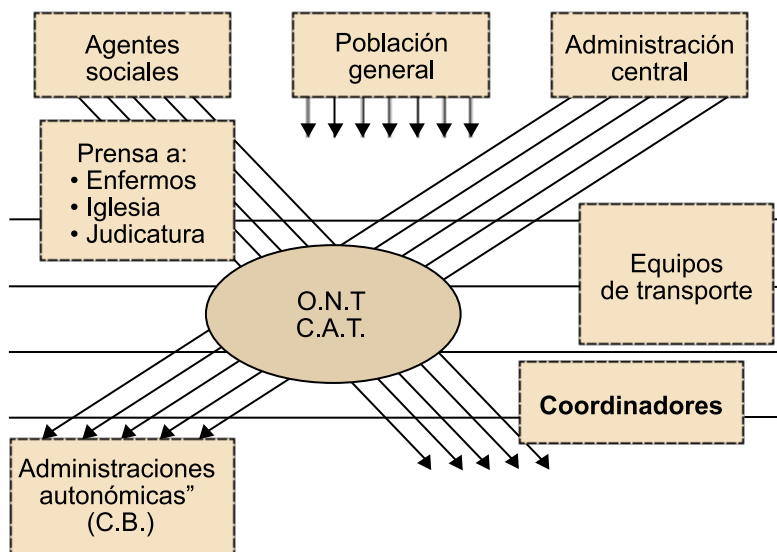 Agentes
sociales
Población
general
Administración
central
Prensa a:
• Enfermos
• Iglesia
• Judicatura
Equipos
de transporte
O.N.T
C.A.T.
Coordinadores
Administraciones
autonómicas”
(C.B.)